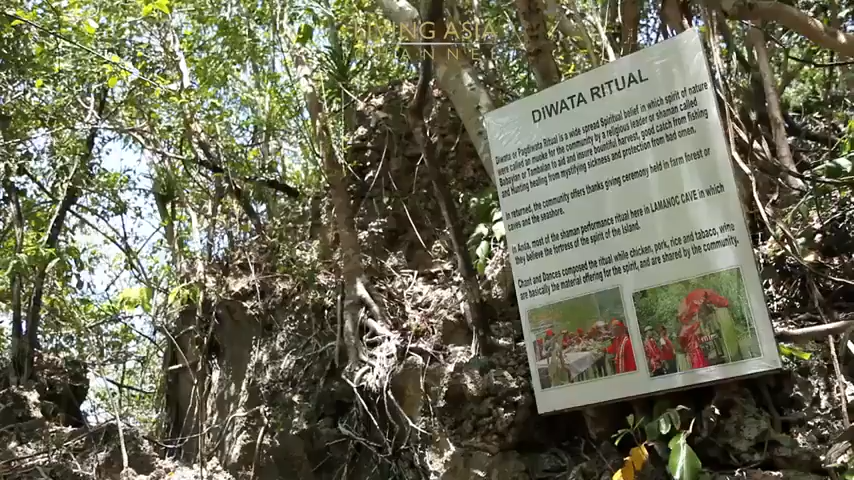 LIVING ASIA
CHANNEL
DIWATA RITUAL
Diwata or Pagdiwata Ritual is a wide spread Spiritual belief in which spirit of nature
were called an invoke for the community by a religious leader or shaman called
Babaylan or Tambalan to aid and insure bountiful harvest, good catch from fishing
and hunting healing from mystifying sickness and protection from bad omen.
In returned, the community offers thanks giving ceremony held in farm forest or
caves and the seashore.
In Anda, most of the shaman performance ritual here in LAMANOC CAVE in which
they believe the fortress of the spirit of the Island.
Chant and Dances composed the ritual while chicken, pork, rice and tabaco, wine
are basically the material offering for the spirit, and are shared by the community.